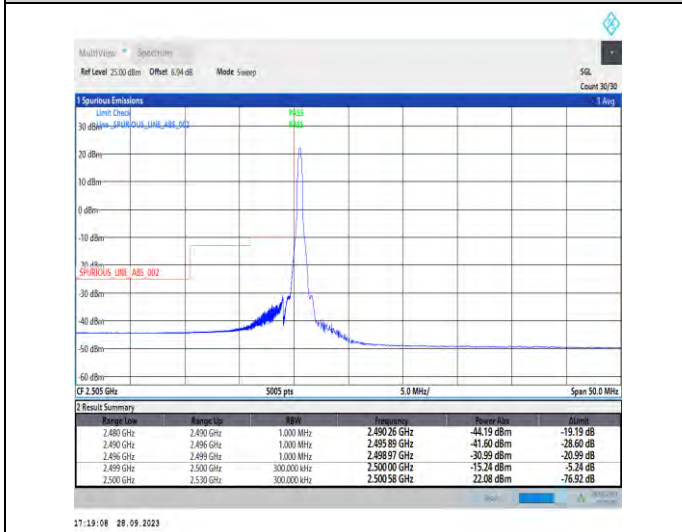 MultiView Spectrum
Ref Level 25.00 dBm Offset 6.94 dB Mode Sweep SGL
Count 30/30
1 Spurious Emissions 1 Avg
Limit Check PASS
30 dBm Line _SPURIOUS_LINE_ABS_002 PASS
20 dBm
10 dBm
0 dBm
-10 dBm
-20 dBm
SPURIOUS_LINE_ABS_002
-30 dBm
-40 dBm
-50 dBm
-60 dBm
CF 2.505 GHz 5005 pts 5.0 MHz/ Span 50.0 MHz
2 Result Summary
Range Low Range Up RBW Frequency Power Abs ΔLimit
2.480 GHz 2.490 GHz 1.000 MHz 2.490 26 GHz -44.19 dBm -19.19 dB
2.490 GHz 2.496 GHz 1.000 MHz 2.495 89 GHz -41.60 dBm -28.60 dB
2.496 GHz 2.499 GHz 1.000 MHz 2.498 97 GHz -30.99 dBm -20.99 dB
2.499 GHz 2.500 GHz 300.000 kHz 2.500 00 GHz -15.24 dBm -5.24 dB
2.500 GHz 2.530 GHz 300.000 kHz 2.500 58 GHz 22.08 dBm -76.92 dB
17:19:08 28.09.2023